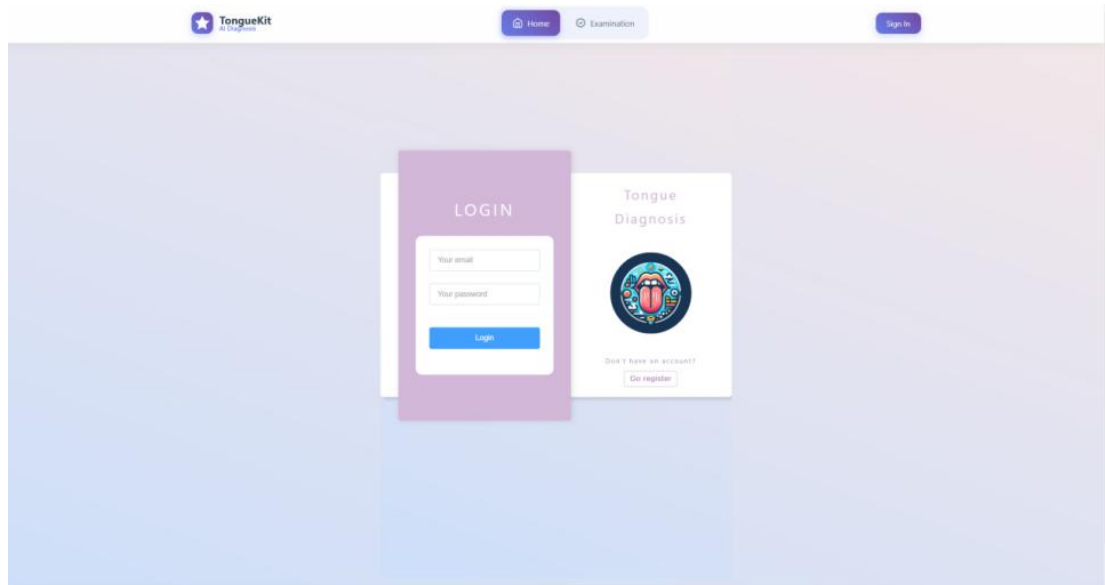 TongueKit
AI Diagnosis
Home
Examination
Sign In
LOGIN
Your email
Your password
Login
Tongue
Diagnosis
Don't have an account?
Go register